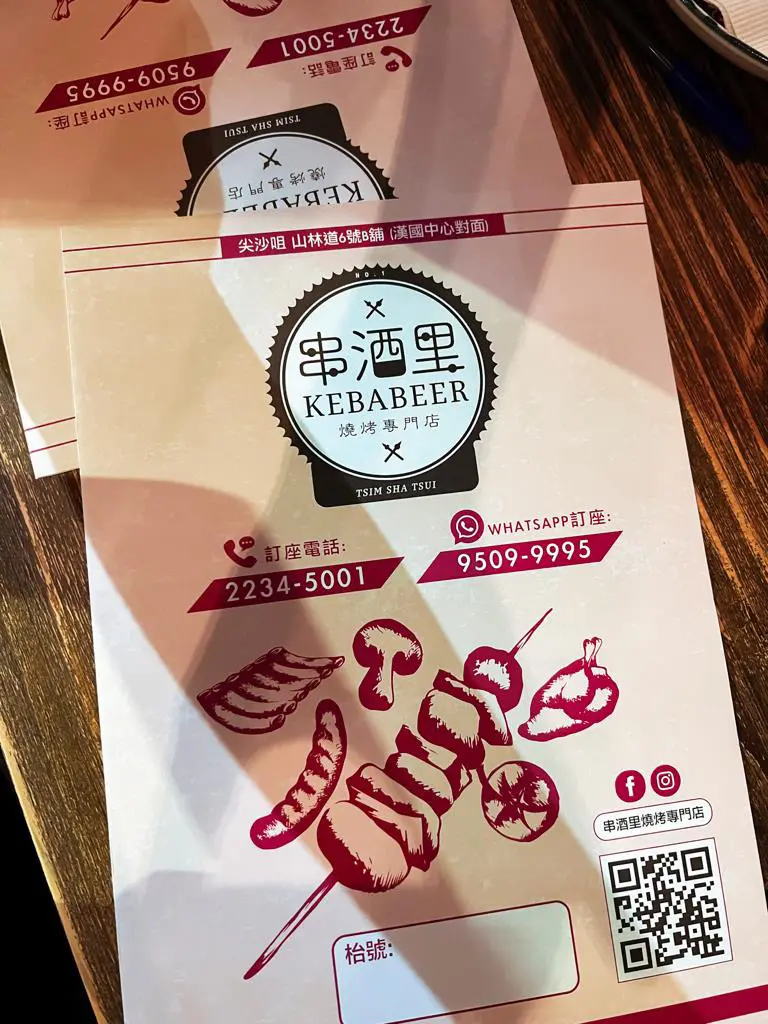 2234-5001
訂座電話:
9509-9995
WHATSAPP訂座:
TSIM SHA TSUI
燒烤專門店
KEBABEE
尖沙咀 山林道6號B舖 (漢國中心對面)
NO.1
串酒里
KEBABEER
燒烤專門店
TSIM SHA TSUI
訂座電話:
2234-5001
WHATSAPP訂座:
9509-9995
串酒里燒烤專門店
枱號: